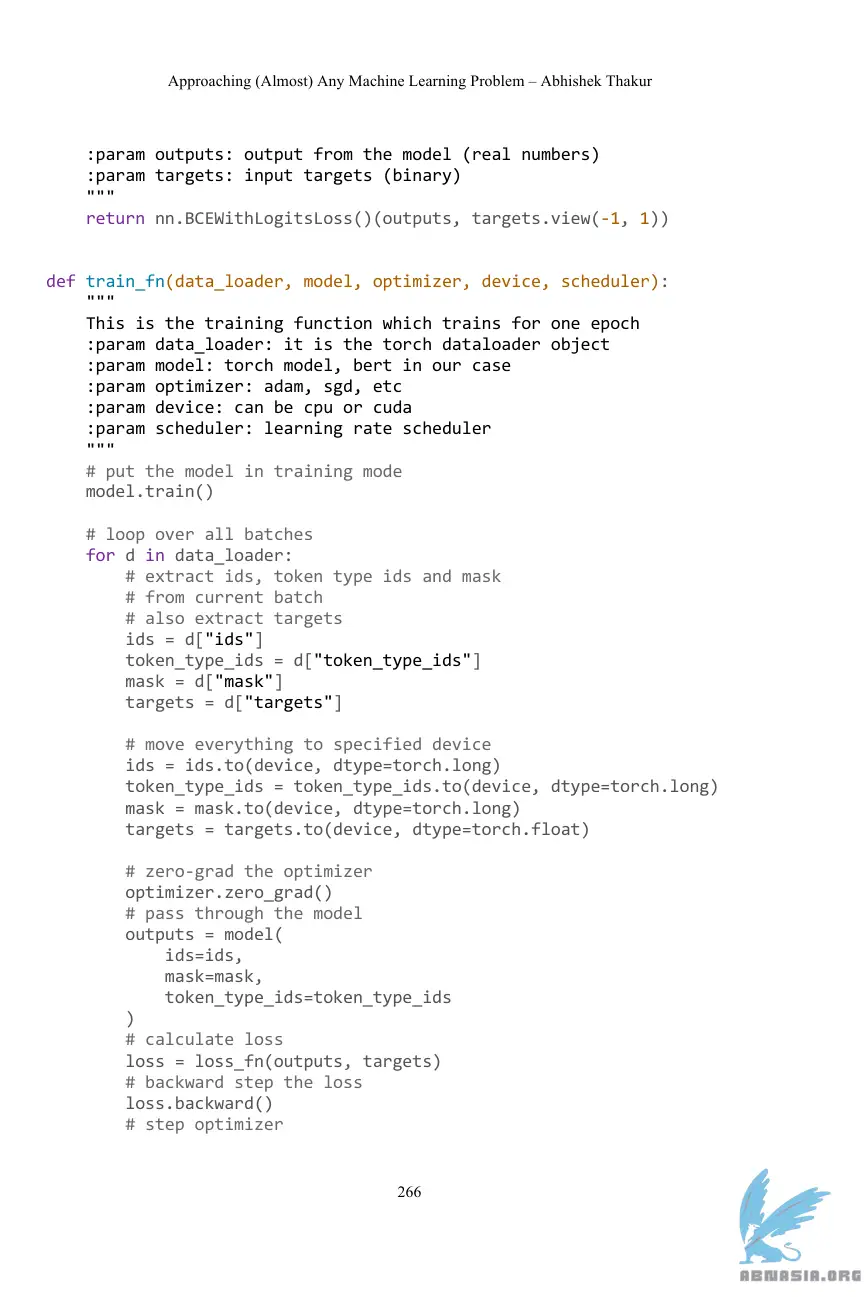 Approaching (Almost) Any Machine Learning Problem – Abhishek Thakur
    :param outputs: output from the model (real numbers)
    :param targets: input targets (binary)
    """
    return nn.BCEWithLogitsLoss()(outputs, targets.view(-1, 1))
def train_fn(data_loader, model, optimizer, device, scheduler):
    """
    This is the training function which trains for one epoch
    :param data_loader: it is the torch dataloader object
    :param model: torch model, bert in our case
    :param optimizer: adam, sgd, etc
    :param device: can be cpu or cuda
    :param scheduler: learning rate scheduler
    """
    # put the model in training mode
    model.train()
    # loop over all batches
    for d in data_loader:
        # extract ids, token type ids and mask
        # from current batch
        # also extract targets
        ids = d["ids"]
        token_type_ids = d["token_type_ids"]
        mask = d["mask"]
        targets = d["targets"]
        # move everything to specified device
        ids = ids.to(device, dtype=torch.long)
        token_type_ids = token_type_ids.to(device, dtype=torch.long)
        mask = mask.to(device, dtype=torch.long)
        targets = targets.to(device, dtype=torch.float)
        # zero-grad the optimizer
        optimizer.zero_grad()
        # pass through the model
        outputs = model(
            ids=ids,
            mask=mask,
            token_type_ids=token_type_ids
        )
        # calculate loss
        loss = loss_fn(outputs, targets)
        # backward step the loss
        loss.backward()
        # step optimizer
266
ABNASIA.ORG